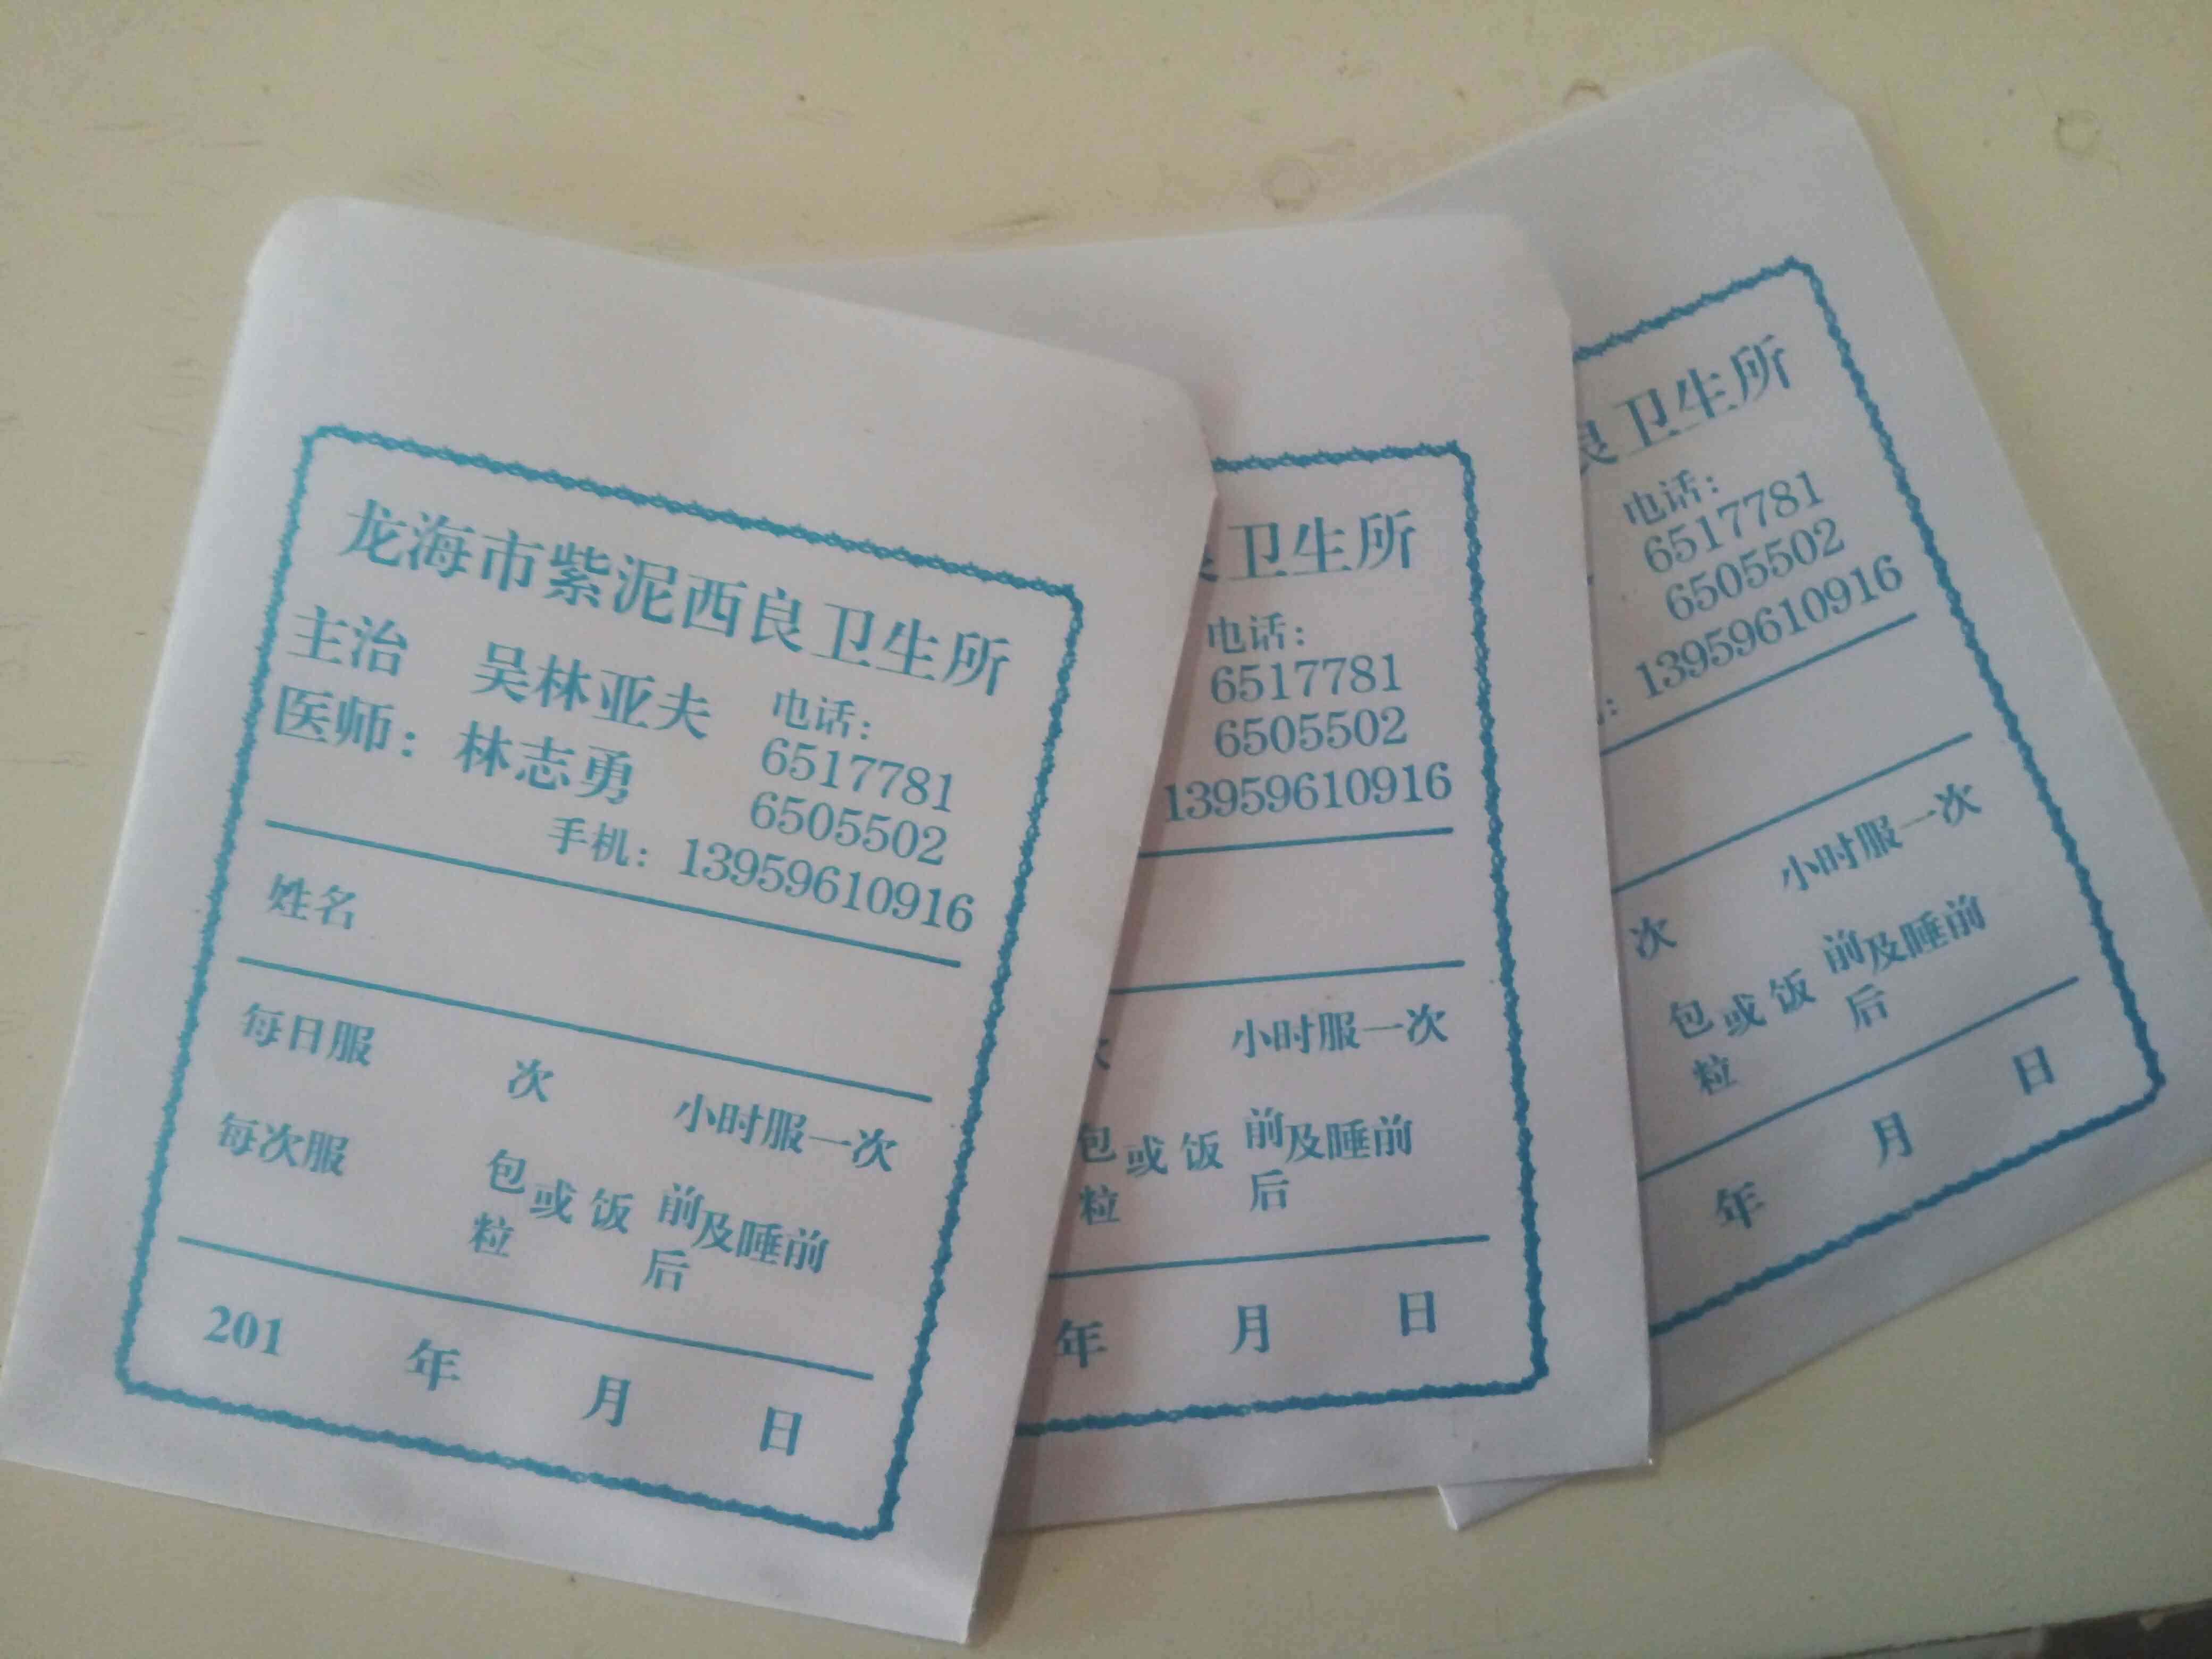 龙海市紫泥西良卫生所
主治 吴林亚夫
医师：林志勇
电话：
6517781
6505502
手机：13959610916
姓名
每日服 次 小时服一次
每次服 包 或 饭 前 及睡前
粒 后
201 年 月 日
良卫生所
电话：
6517781
6505502
13959610916
小时服一次
包 或 饭 前 及睡前
粒 后
年 月 日
良卫生所
电话：
6517781
6505502
：13959610916
次 小时服一次
包 或 饭 前 及睡前
粒 后
年 月 日